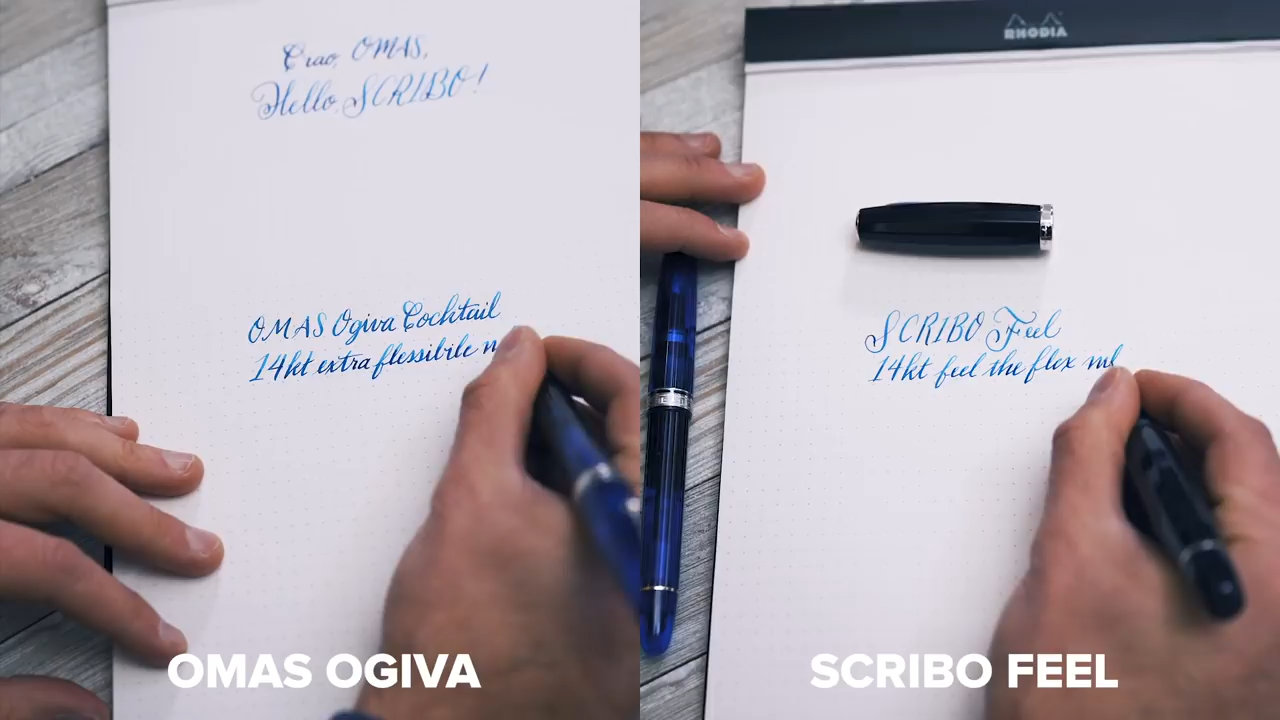 Ciao, OMAS,
Hello, SCRIBO!
OMAS Ogiva Cocktail
14kt extra flessibile
OMAS OGIVA
RHODIA
SCRIBO Feel
14kt feel the flex
SCRIBO FEEL